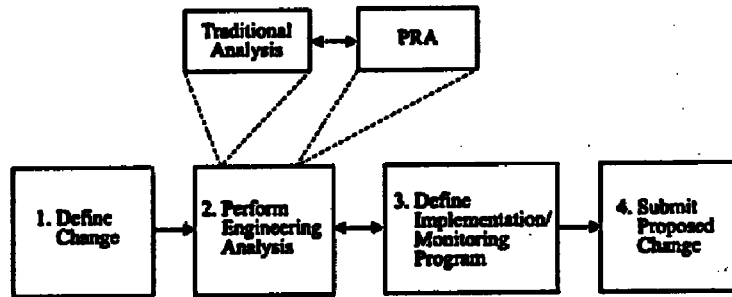 Traditional
Analysis
PRA
1. Define
Change
2. Perform
Engineering
Analysis
3. Define
Implementation/
Monitoring
Program
4. Submit
Proposed
Change